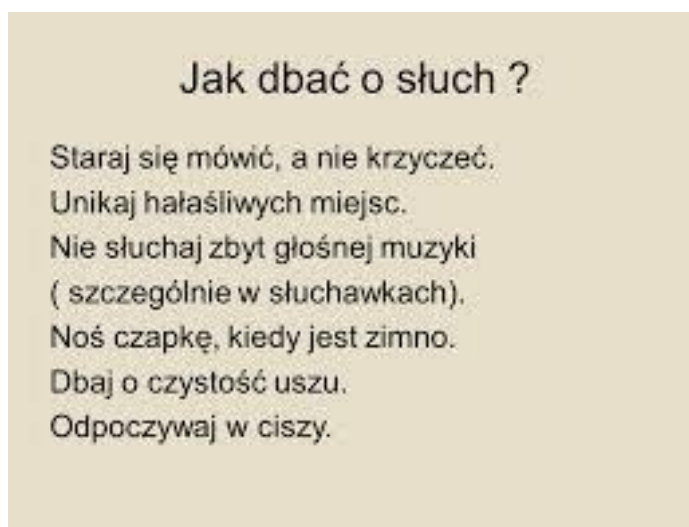 Jak dbać o słuch ?
Staraj się mówić, a nie krzyczeć.
Unikaj hałaśliwych miejsc.
Nie słuchaj zbyt głośnej muzyki
( szczególnie w słuchawkach).
Noś czapkę, kiedy jest zimno.
Dbaj o czystość uszu.
Odpoczywaj w ciszy.